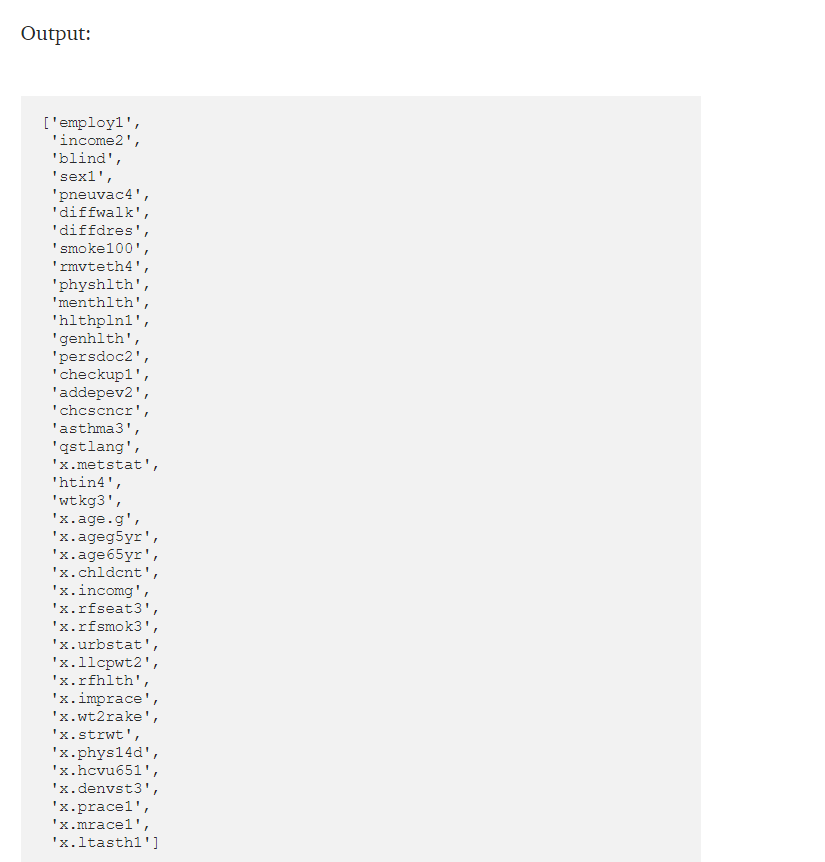 Output:
['employ1',
'income2',
'blind',
'sex1',
'pneuvac4',
'diffwalk',
'diffdres',
'smoke100',
'rmvteth4',
'physhlth',
'menthlth',
'hlthpln1',
'genhlth',
'persdoc2',
'checkup1',
'addepev2',
'chcscncr',
'asthma3',
'qstlang',
'x.metstat',
'htin4',
'wtkg3',
'x.age.g',
'x.ageg5yr',
'x.age65yr',
'x.chldcnt',
'x.incomg',
'x.rfseat3',
'x.rfsmok3',
'x.urbstat',
'x.llcpwt2',
'x.rfhlth',
'x.imprace',
'x.wt2rake',
'x.strwt',
'x.phys14d',
'x.hcvu651',
'x.denvst3',
'x.prace1',
'x.mrace1',
'x.ltasth1']